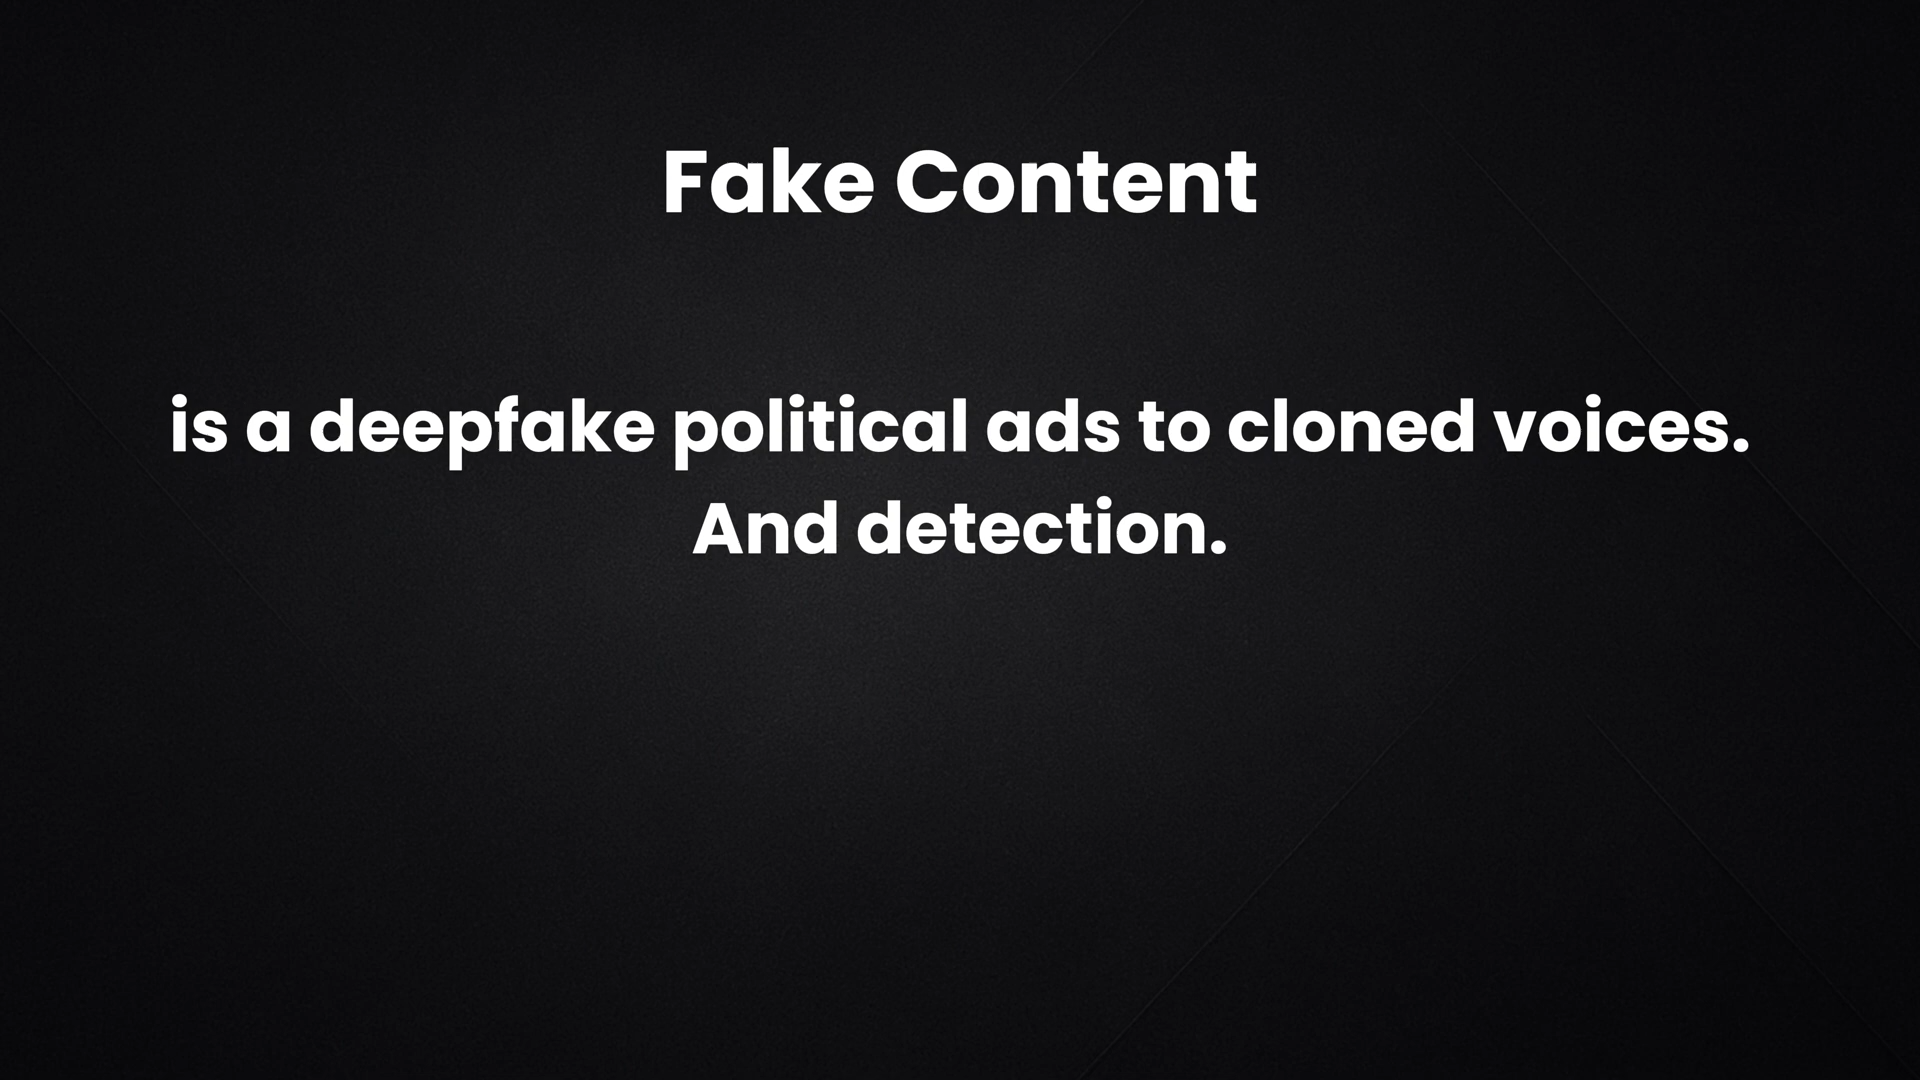 Fake Content
is a deepfake political ads to cloned voices.
And detection.